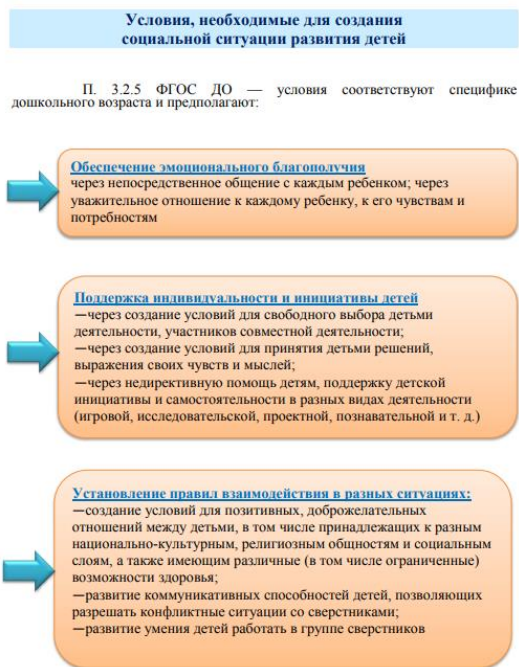 Условия, необходимые для создания
социальной ситуации развития детей
П. 3.2.5 ФГОС ДО — условия соответствуют специфике
дошкольного возраста и предполагают:
Обеспечение эмоционального благополучия
через непосредственное общение с каждым ребенком; через
уважительное отношение к каждому ребенку, к его чувствам и
потребностям
Поддержка индивидуальности и инициативы детей
—через создание условий для свободного выбора детьми
деятельности, участников совместной деятельности;
—через создание условий для принятия детьми решений,
выражения своих чувств и мыслей;
—через недирективную помощь детям, поддержку детской
инициативы и самостоятельности в разных видах деятельности
(игровой, исследовательской, проектной, познавательной и т. д.)
Установление правил взаимодействия в разных ситуациях:
—создание условий для позитивных, доброжелательных
отношений между детьми, в том числе принадлежащих к разным
национально-культурным, религиозным общностям и социальным
слоям, а также имеющим различные (в том числе ограниченные)
возможности здоровья;
—развитие коммуникативных способностей детей, позволяющих
разрешать конфликтные ситуации со сверстниками;
—развитие умения детей работать в группе сверстников